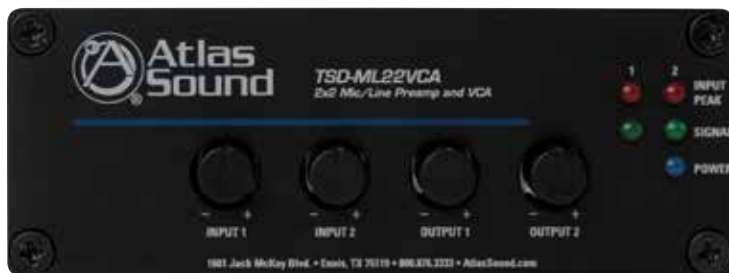 Atlas
Sound®
TSD-ML22VCA
2x2 Mic/Line Preamp and VCA
1 2
INPUT
PEAK
SIGNAL
POWER
- + - + - + - +
INPUT 1 INPUT 2 OUTPUT 1 OUTPUT 2
1601 Jack McKay Blvd. • Ennis, TX 75119 • 800.876.3333 • AtlasSound.com